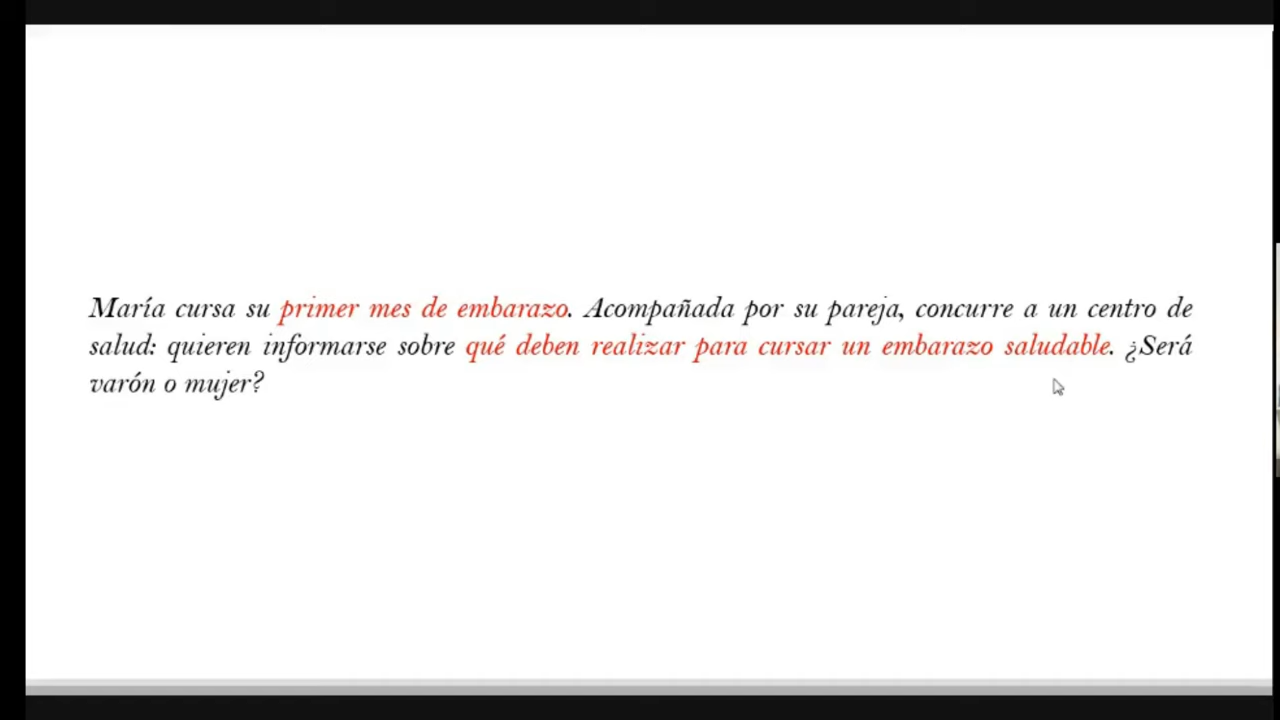 María cursa su primer mes de embarazo. Acompañada por su pareja, concurre a un centro de
salud: quieren informarse sobre qué deben realizar para cursar un embarazo saludable. ¿Será
varón o mujer?